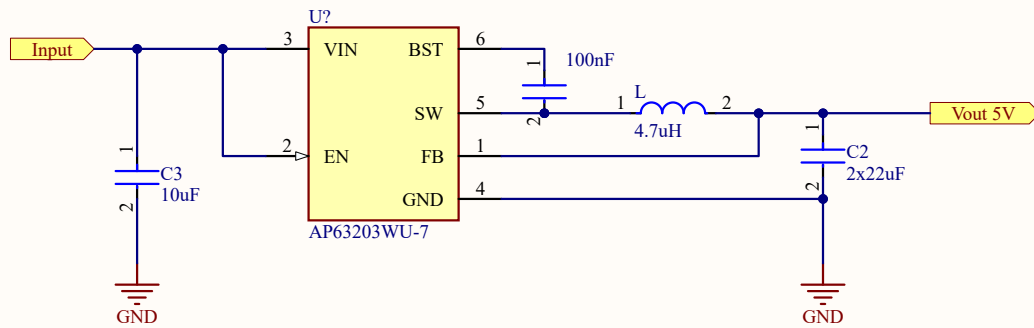 U?
Input
3
VIN
BST
6
1
100nF
2
SW
5
1
L
2
4.7uH
Vout 5V
2
EN
FB
1
1
C2
2x22uF
2
1
C3
10uF
2
GND
4
AP63203WU-7
GND
GND